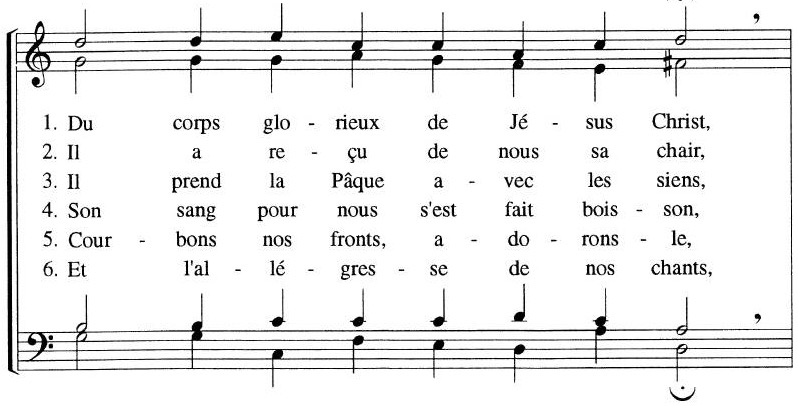 1. Du corps glo - rieux de Jé - sus Christ,
2. Il a re - çu de nous sa chair,
3. Il prend la Pâque a - vec les siens,
4. Son sang pour nous s'est fait bois - son,
5. Cour - bons nos fronts, a - do - rons - le,
6. Et l'al - lé - gres - se de nos chants,